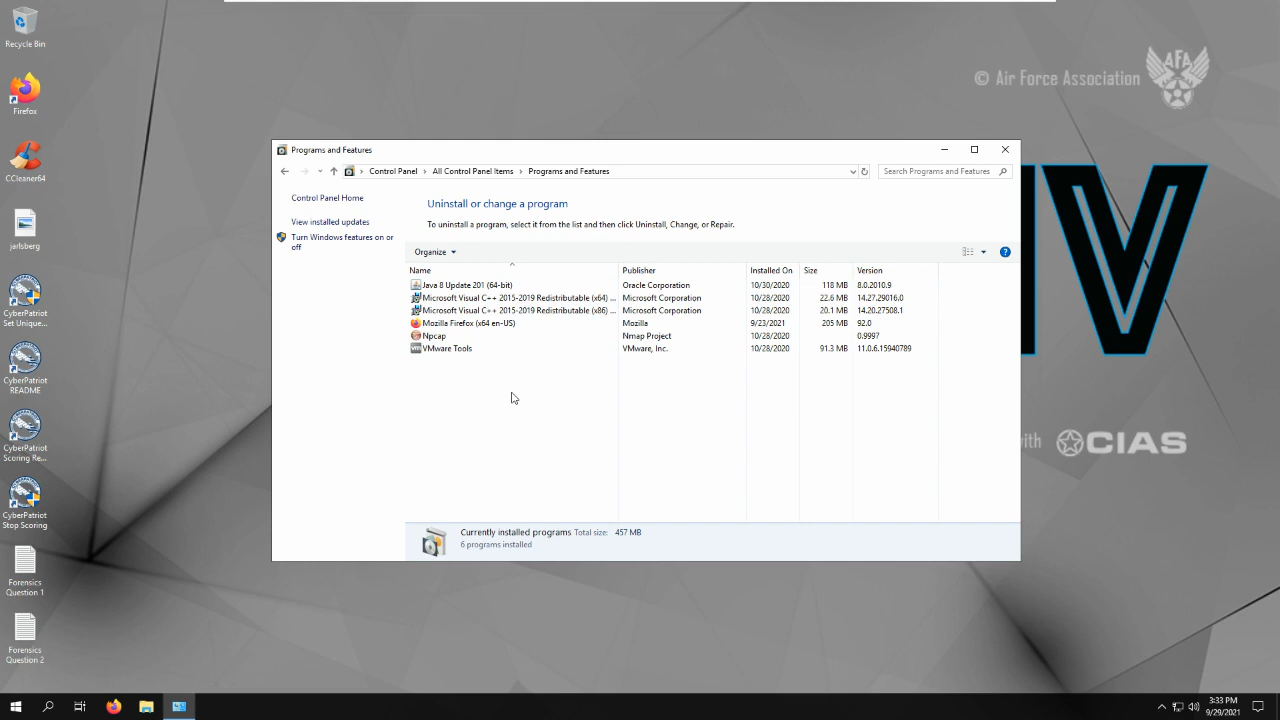 Recycle Bin
Firefox
CCleaner64
jarlsberg
CyberPatriot
Set Unique...
CyberPatriot
README
CyberPatriot
Scoring Re...
CyberPatriot
Stop Scoring
Forensics
Question 1
Forensics
Question 2
© Air Force Association
AFA
V
with
CIAS
Programs and Features
Control Panel
All Control Panel Items
Programs and Features
Search Programs and Features
Control Panel Home
View installed updates
Turn Windows features on or
off
Uninstall or change a program
To uninstall a program, select it from the list and then click Uninstall, Change, or Repair.
Organize
Name Publisher Installed On Size Version
Java 8 Update 201 (64-bit) Oracle Corporation 10/30/2020 118 MB 8.0.2010.9
Microsoft Visual C++ 2015-2019 Redistributable (x64) ... Microsoft Corporation 10/28/2020 22.6 MB 14.27.29016.0
Microsoft Visual C++ 2015-2019 Redistributable (x86) ... Microsoft Corporation 10/28/2020 20.1 MB 14.20.27508.1
Mozilla Firefox (x64 en-US) Mozilla 9/23/2021 205 MB 92.0
Npcap Nmap Project 10/28/2020 0.9997
VMware Tools VMware, Inc. 10/28/2020 91.3 MB 11.0.6.15940789
Currently installed programs Total size: 457 MB
6 programs installed
3:33 PM
9/29/2021